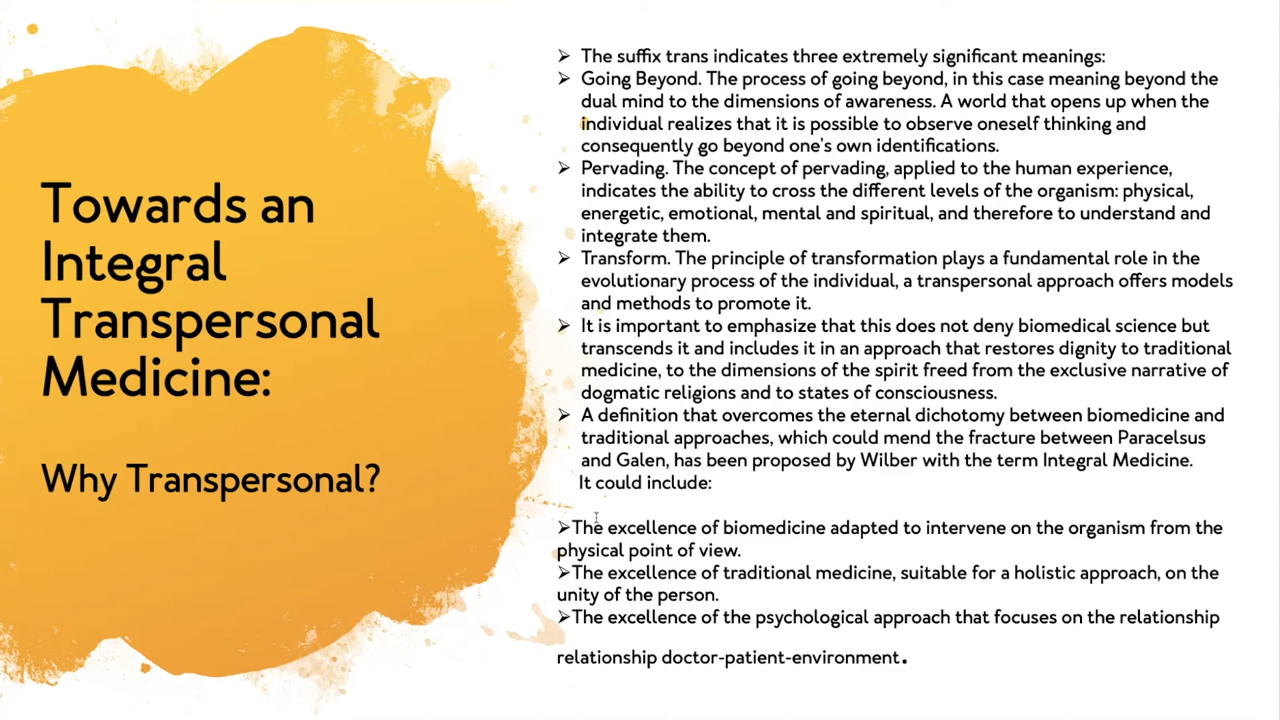 Towards an
Integral
Transpersonal
Medicine:
Why Transpersonal?
➢ The suffix trans indicates three extremely significant meanings:
➢ Going Beyond. The process of going beyond, in this case meaning beyond the
dual mind to the dimensions of awareness. A world that opens up when the
individual realizes that it is possible to observe oneself thinking and
consequently go beyond one's own identifications.
➢ Pervading. The concept of pervading, applied to the human experience,
indicates the ability to cross the different levels of the organism: physical,
energetic, emotional, mental and spiritual, and therefore to understand and
integrate them.
➢ Transform. The principle of transformation plays a fundamental role in the
evolutionary process of the individual, a transpersonal approach offers models
and methods to promote it.
➢ It is important to emphasize that this does not deny biomedical science but
transcends it and includes it in an approach that restores dignity to traditional
medicine, to the dimensions of the spirit freed from the exclusive narrative of
dogmatic religions and to states of consciousness.
➢ A definition that overcomes the eternal dichotomy between biomedicine and
traditional approaches, which could mend the fracture between Paracelsus
and Galen, has been proposed by Wilber with the term Integral Medicine.
It could include:
➢The excellence of biomedicine adapted to intervene on the organism from the
physical point of view.
➢The excellence of traditional medicine, suitable for a holistic approach, on the
unity of the person.
➢The excellence of the psychological approach that focuses on the relationship
relationship doctor-patient-environment.